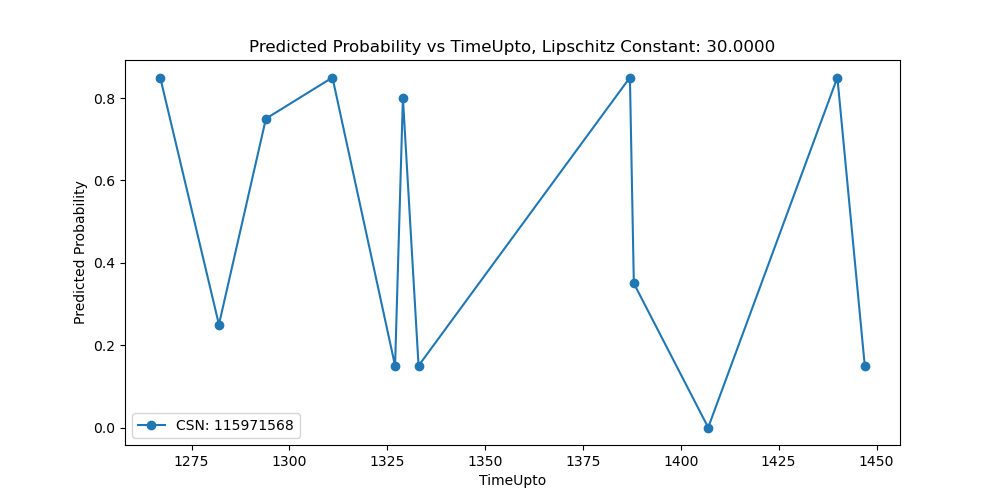 Predicted Probability vs TimeUpto, Lipschitz Constant: 30.0000
Predicted Probability
0.8
0.6
0.4
0.2
0.0
CSN: 115971568
1275 1300 1325 1350 1375 1400 1425 1450
TimeUpto